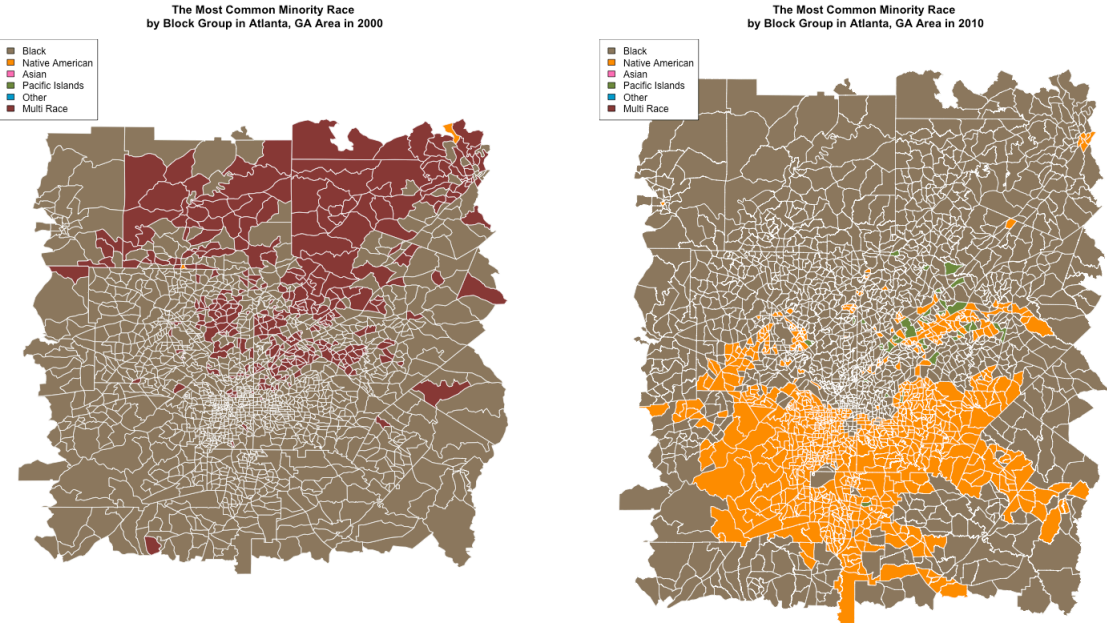 The Most Common Minority Race
by Block Group in Atlanta, GA Area in 2000
Black
Native American
Asian
Pacific Islands
Other
Multi Race
The Most Common Minority Race
by Block Group in Atlanta, GA Area in 2010
Black
Native American
Asian
Pacific Islands
Other
Multi Race